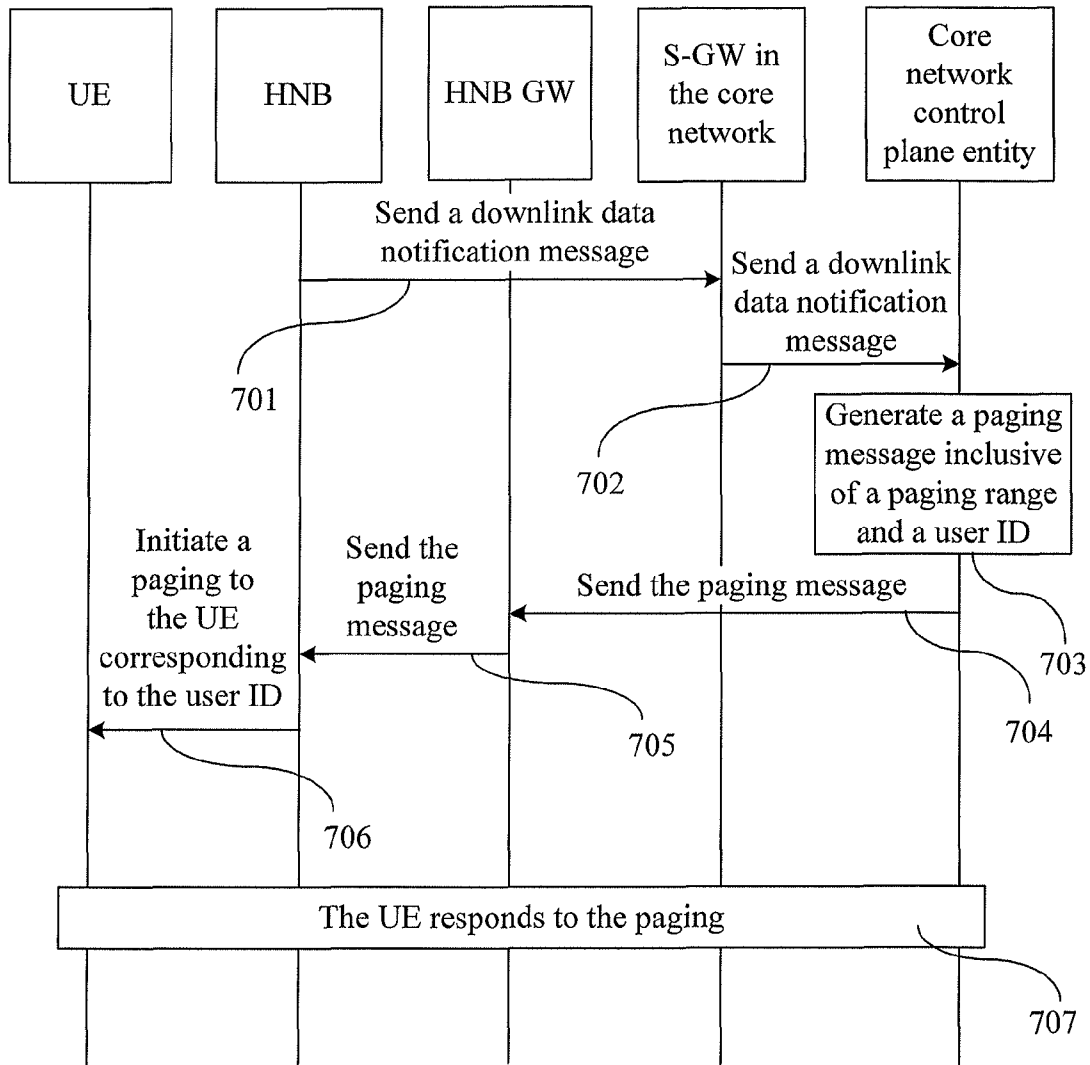 UE
HNB
HNB GW
S-GW in
the core
network
Core
network
control
plane entity
Send a downlink data
notification message
701
Send a downlink
data notification
message
702
Generate a paging
message inclusive
of a paging range
and a user ID
703
Send the paging message
704
Send the
paging
message
705
Initiate a
paging to
the UE
corresponding
to the user ID
706
The UE responds to the paging
707